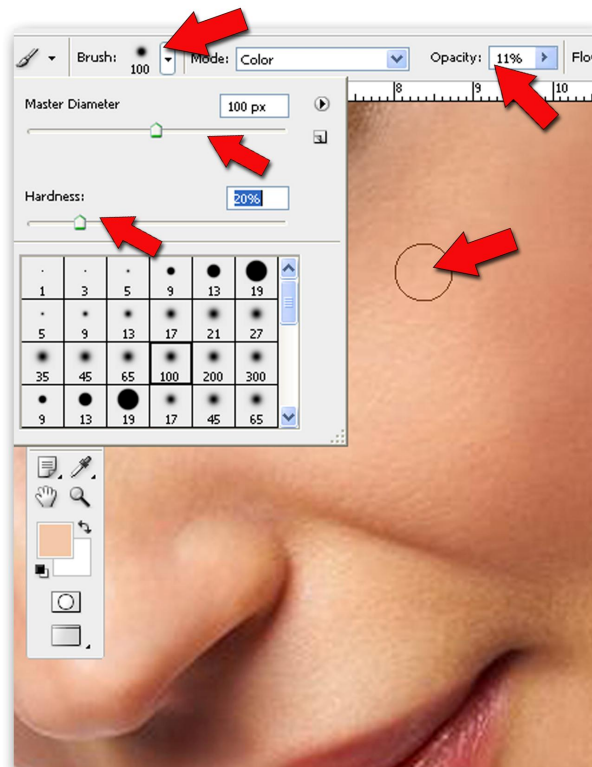 Brush: 100 Mode: Color Opacity: 11%
Master Diameter 100 px
Hardness: 20%
8 9 10
1 3 5 9 13 19
5 9 13 17 21 27
35 45 65 100 200 300
9 13 19 17 45 65